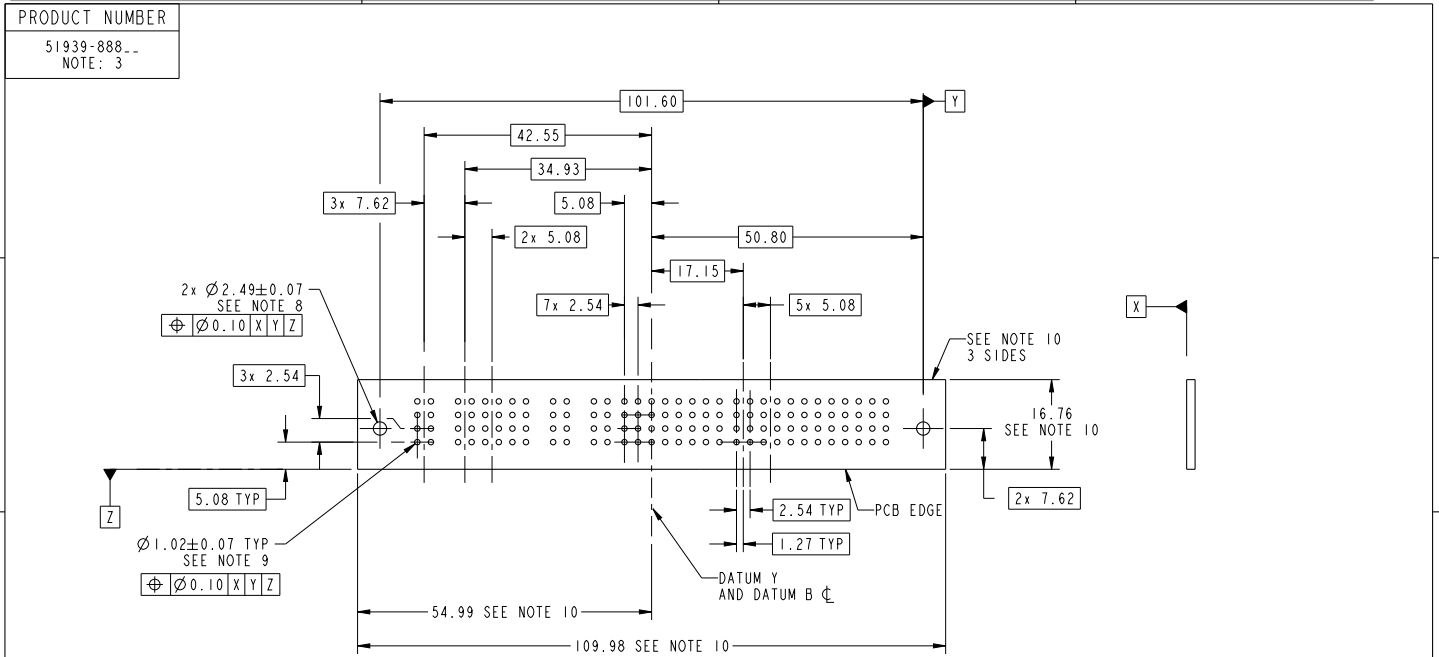 PRODUCT NUMBER
51939-888__
NOTE: 3
101.60
Y
42.55
34.93
3x 7.62
5.08
2x 5.08
50.80
17.15
2x Ø2.49±0.07
SEE NOTE 8
⌖ Ø0.10 X Y Z
7x 2.54
5x 5.08
X
SEE NOTE 10
3 SIDES
3x 2.54
16.76
SEE NOTE 10
5.08 TYP
Z
2x 7.62
2.54 TYP
PCB EDGE
Ø1.02±0.07 TYP
SEE NOTE 9
⌖ Ø0.10 X Y Z
1.27 TYP
DATUM Y
AND DATUM B ℄
54.99 SEE NOTE 10
109.98 SEE NOTE 10